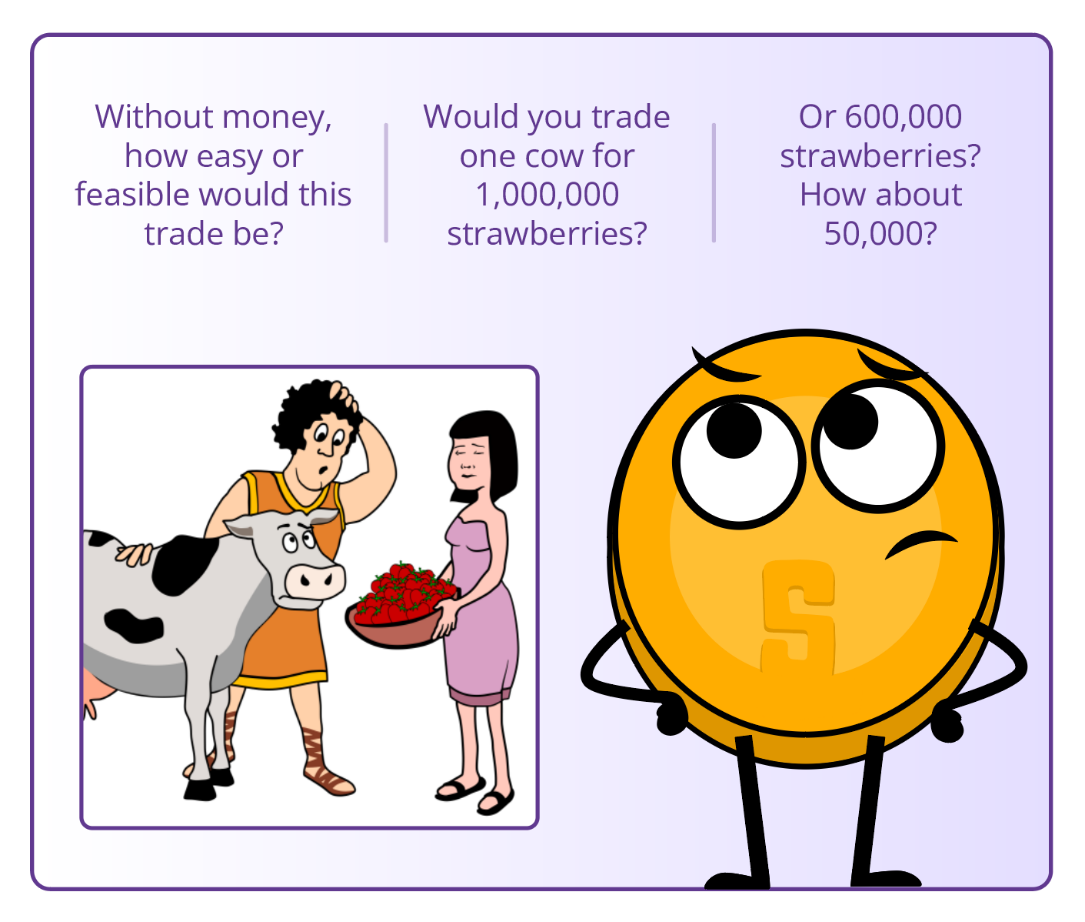 Without money,
how easy or
feasible would this
trade be?
Would you trade
one cow for
1,000,000
strawberries?
Or 600,000
strawberries?
How about
50,000?
S